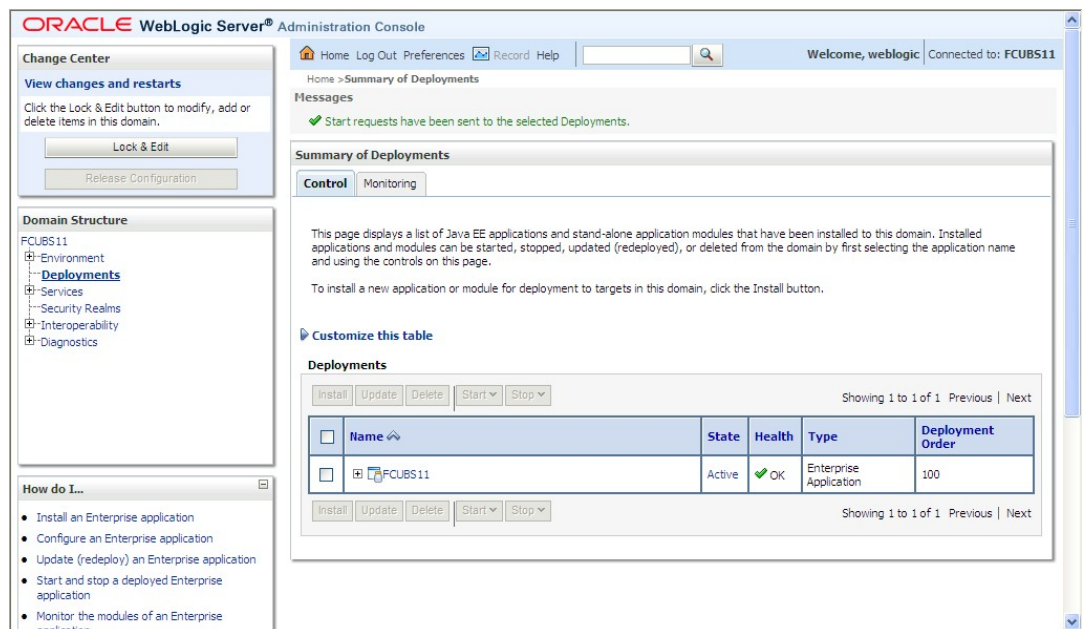 ORACLE WebLogic Server® Administration Console
Change Center
View changes and restarts
Click the Lock & Edit button to modify, add or
delete items in this domain.
Lock & Edit
Release Configuration
Domain Structure
FCUBS11
Environment
Deployments
Services
Security Realms
Interoperability
Diagnostics
How do I...
Install an Enterprise application
Configure an Enterprise application
Update (redeploy) an Enterprise application
Start and stop a deployed Enterprise
application
Monitor the modules of an Enterprise
Home Log Out Preferences Record Help
Welcome, weblogic Connected to: FCUBS11
Home >Summary of Deployments
Messages
Start requests have been sent to the selected Deployments.
Summary of Deployments
Control Monitoring
This page displays a list of Java EE applications and stand-alone application modules that have been installed to this domain. Installed
applications and modules can be started, stopped, updated (redeployed), or deleted from the domain by first selecting the application name
and using the controls on this page.
To install a new application or module for deployment to targets in this domain, click the Install button.
Customize this table
Deployments
Install Update Delete Start Stop Showing 1 to 1 of 1 Previous | Next
Name State Health Type Deployment
Order
FCUBS11 Active OK Enterprise
Application 100
Install Update Delete Start Stop Showing 1 to 1 of 1 Previous | Next